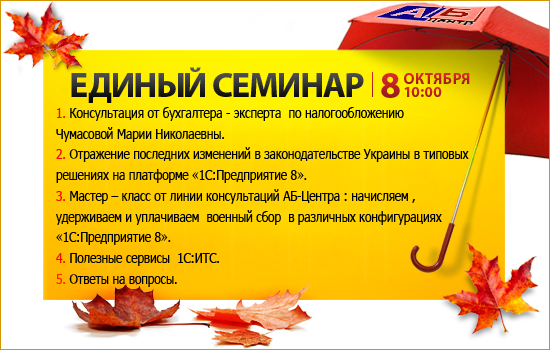 АБ
ЦЕНТР
ЕДИНЫЙ СЕМИНАР | 8 ОКТЯБРЯ
10:00
1. Консультация от бухгалтера - эксперта по налогообложению
Чумасовой Марии Николаевны.
2. Отражение последних изменений в законодательстве Украины в типовых
решениях на платформе «1С:Предприятие 8».
3. Мастер – класс от линии консультаций АБ-Центра : начисляем ,
удерживаем и уплачиваем военный сбор в различных конфигурациях
«1С:Предприятие 8».
4. Полезные сервисы 1С:ИТС.
5. Ответы на вопросы.